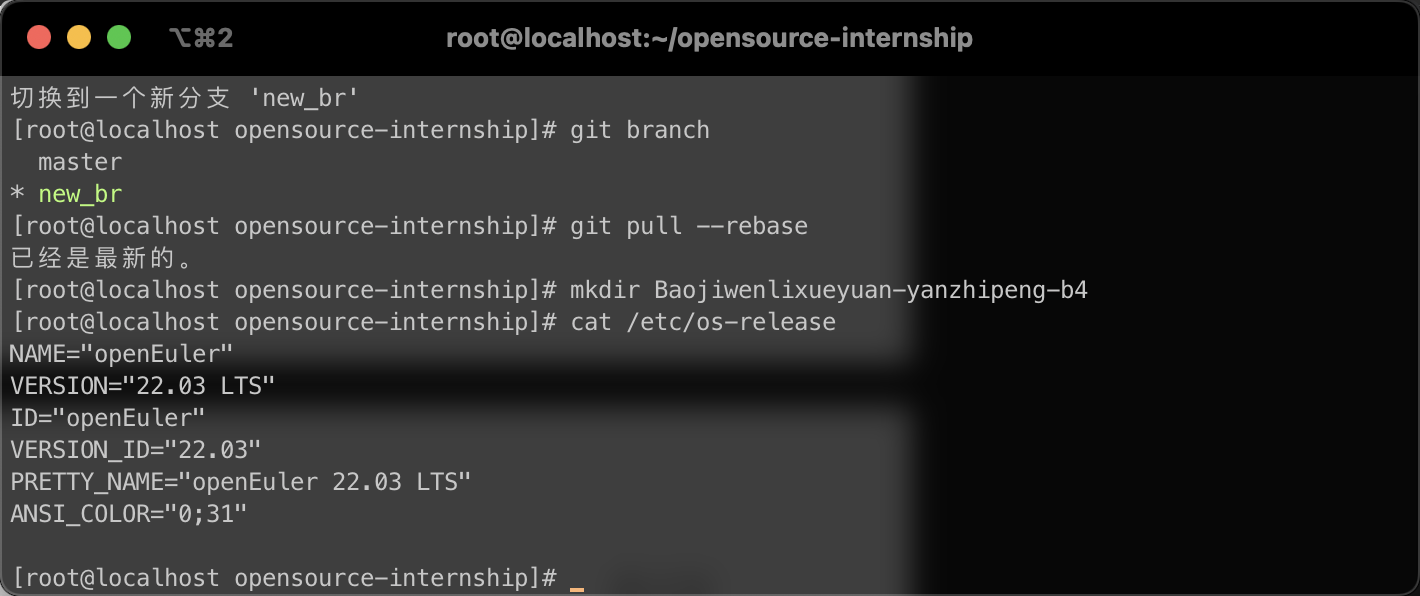 ⌥⌘2
root@localhost:~/opensource-internship
切换到一个新分支 'new_br'
[root@localhost opensource-internship]# git branch
  master
* new_br
[root@localhost opensource-internship]# git pull --rebase
已经是最新的。
[root@localhost opensource-internship]# mkdir Baojiwenlixueyuan-yanzhipeng-b4
[root@localhost opensource-internship]# cat /etc/os-release
NAME="openEuler"
VERSION="22.03 LTS"
ID="openEuler"
VERSION_ID="22.03"
PRETTY_NAME="openEuler 22.03 LTS"
ANSI_COLOR="0;31"
[root@localhost opensource-internship]#